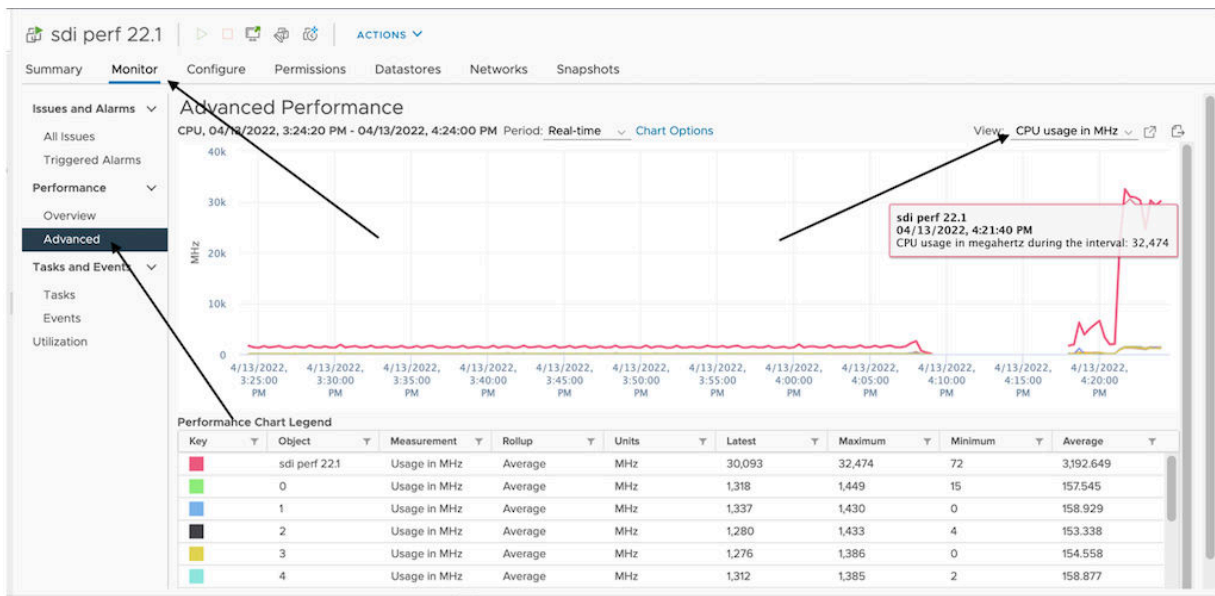 sdi perf 22.1 ACTIONS
Summary Monitor Configure Permissions Datastores Networks Snapshots
Issues and Alarms
All Issues
Triggered Alarms
Performance
Overview
Advanced
Tasks and Events
Tasks
Events
Utilization
Advanced Performance
CPU, 04/13/2022, 3:24:20 PM - 04/13/2022, 4:24:00 PM Period: Real-time Chart Options View: CPU usage in MHz
40k
30k
20k
10k
0
MHz
sdi perf 22.1
04/13/2022, 4:21:40 PM
CPU usage in megahertz during the interval: 32,474
4/13/2022, 4/13/2022, 4/13/2022, 4/13/2022, 4/13/2022, 4/13/2022, 4/13/2022, 4/13/2022, 4/13/2022, 4/13/2022, 4/13/2022, 4/13/2022,
3:25:00 3:30:00 3:35:00 3:40:00 3:45:00 3:50:00 3:55:00 4:00:00 4:05:00 4:10:00 4:15:00 4:20:00
PM PM PM PM PM PM PM PM PM PM PM PM
Performance Chart Legend
Key Object Measurement Rollup Units Latest Maximum Minimum Average
sdi perf 22.1 Usage in MHz Average MHz 30,093 32,474 72 3,192.649
0 Usage in MHz Average MHz 1,318 1,449 15 157.545
1 Usage in MHz Average MHz 1,337 1,430 0 158.929
2 Usage in MHz Average MHz 1,280 1,433 4 153.338
3 Usage in MHz Average MHz 1,276 1,386 0 154.558
4 Usage in MHz Average MHz 1,312 1,385 2 158.877